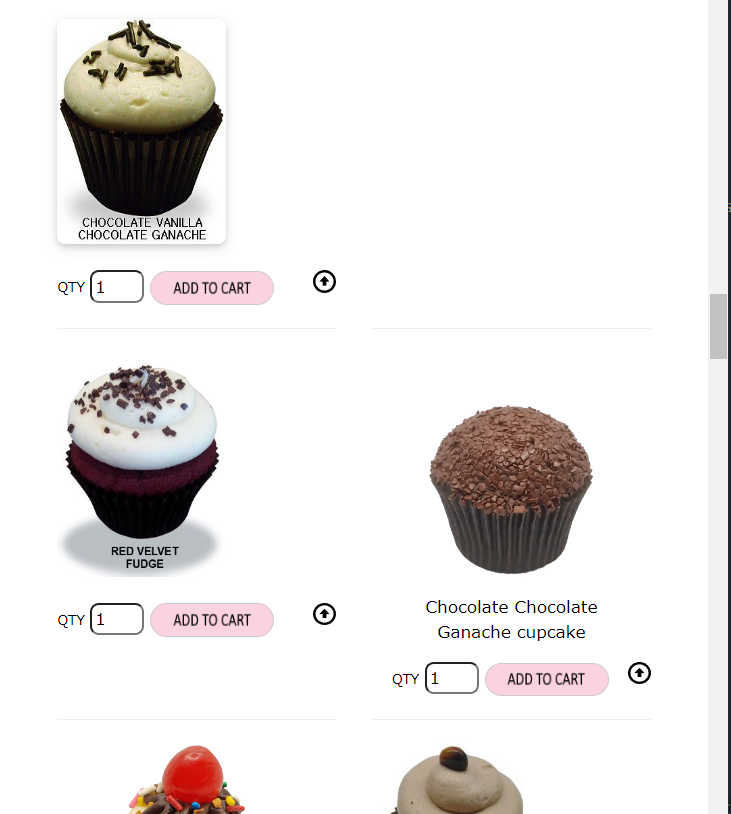 CHOCOLATE VANILLA
CHOCOLATE GANACHE
QTY 1 ADD TO CART
RED VELVET
FUDGE
QTY 1 ADD TO CART
Chocolate Chocolate
Ganache cupcake
QTY 1 ADD TO CART